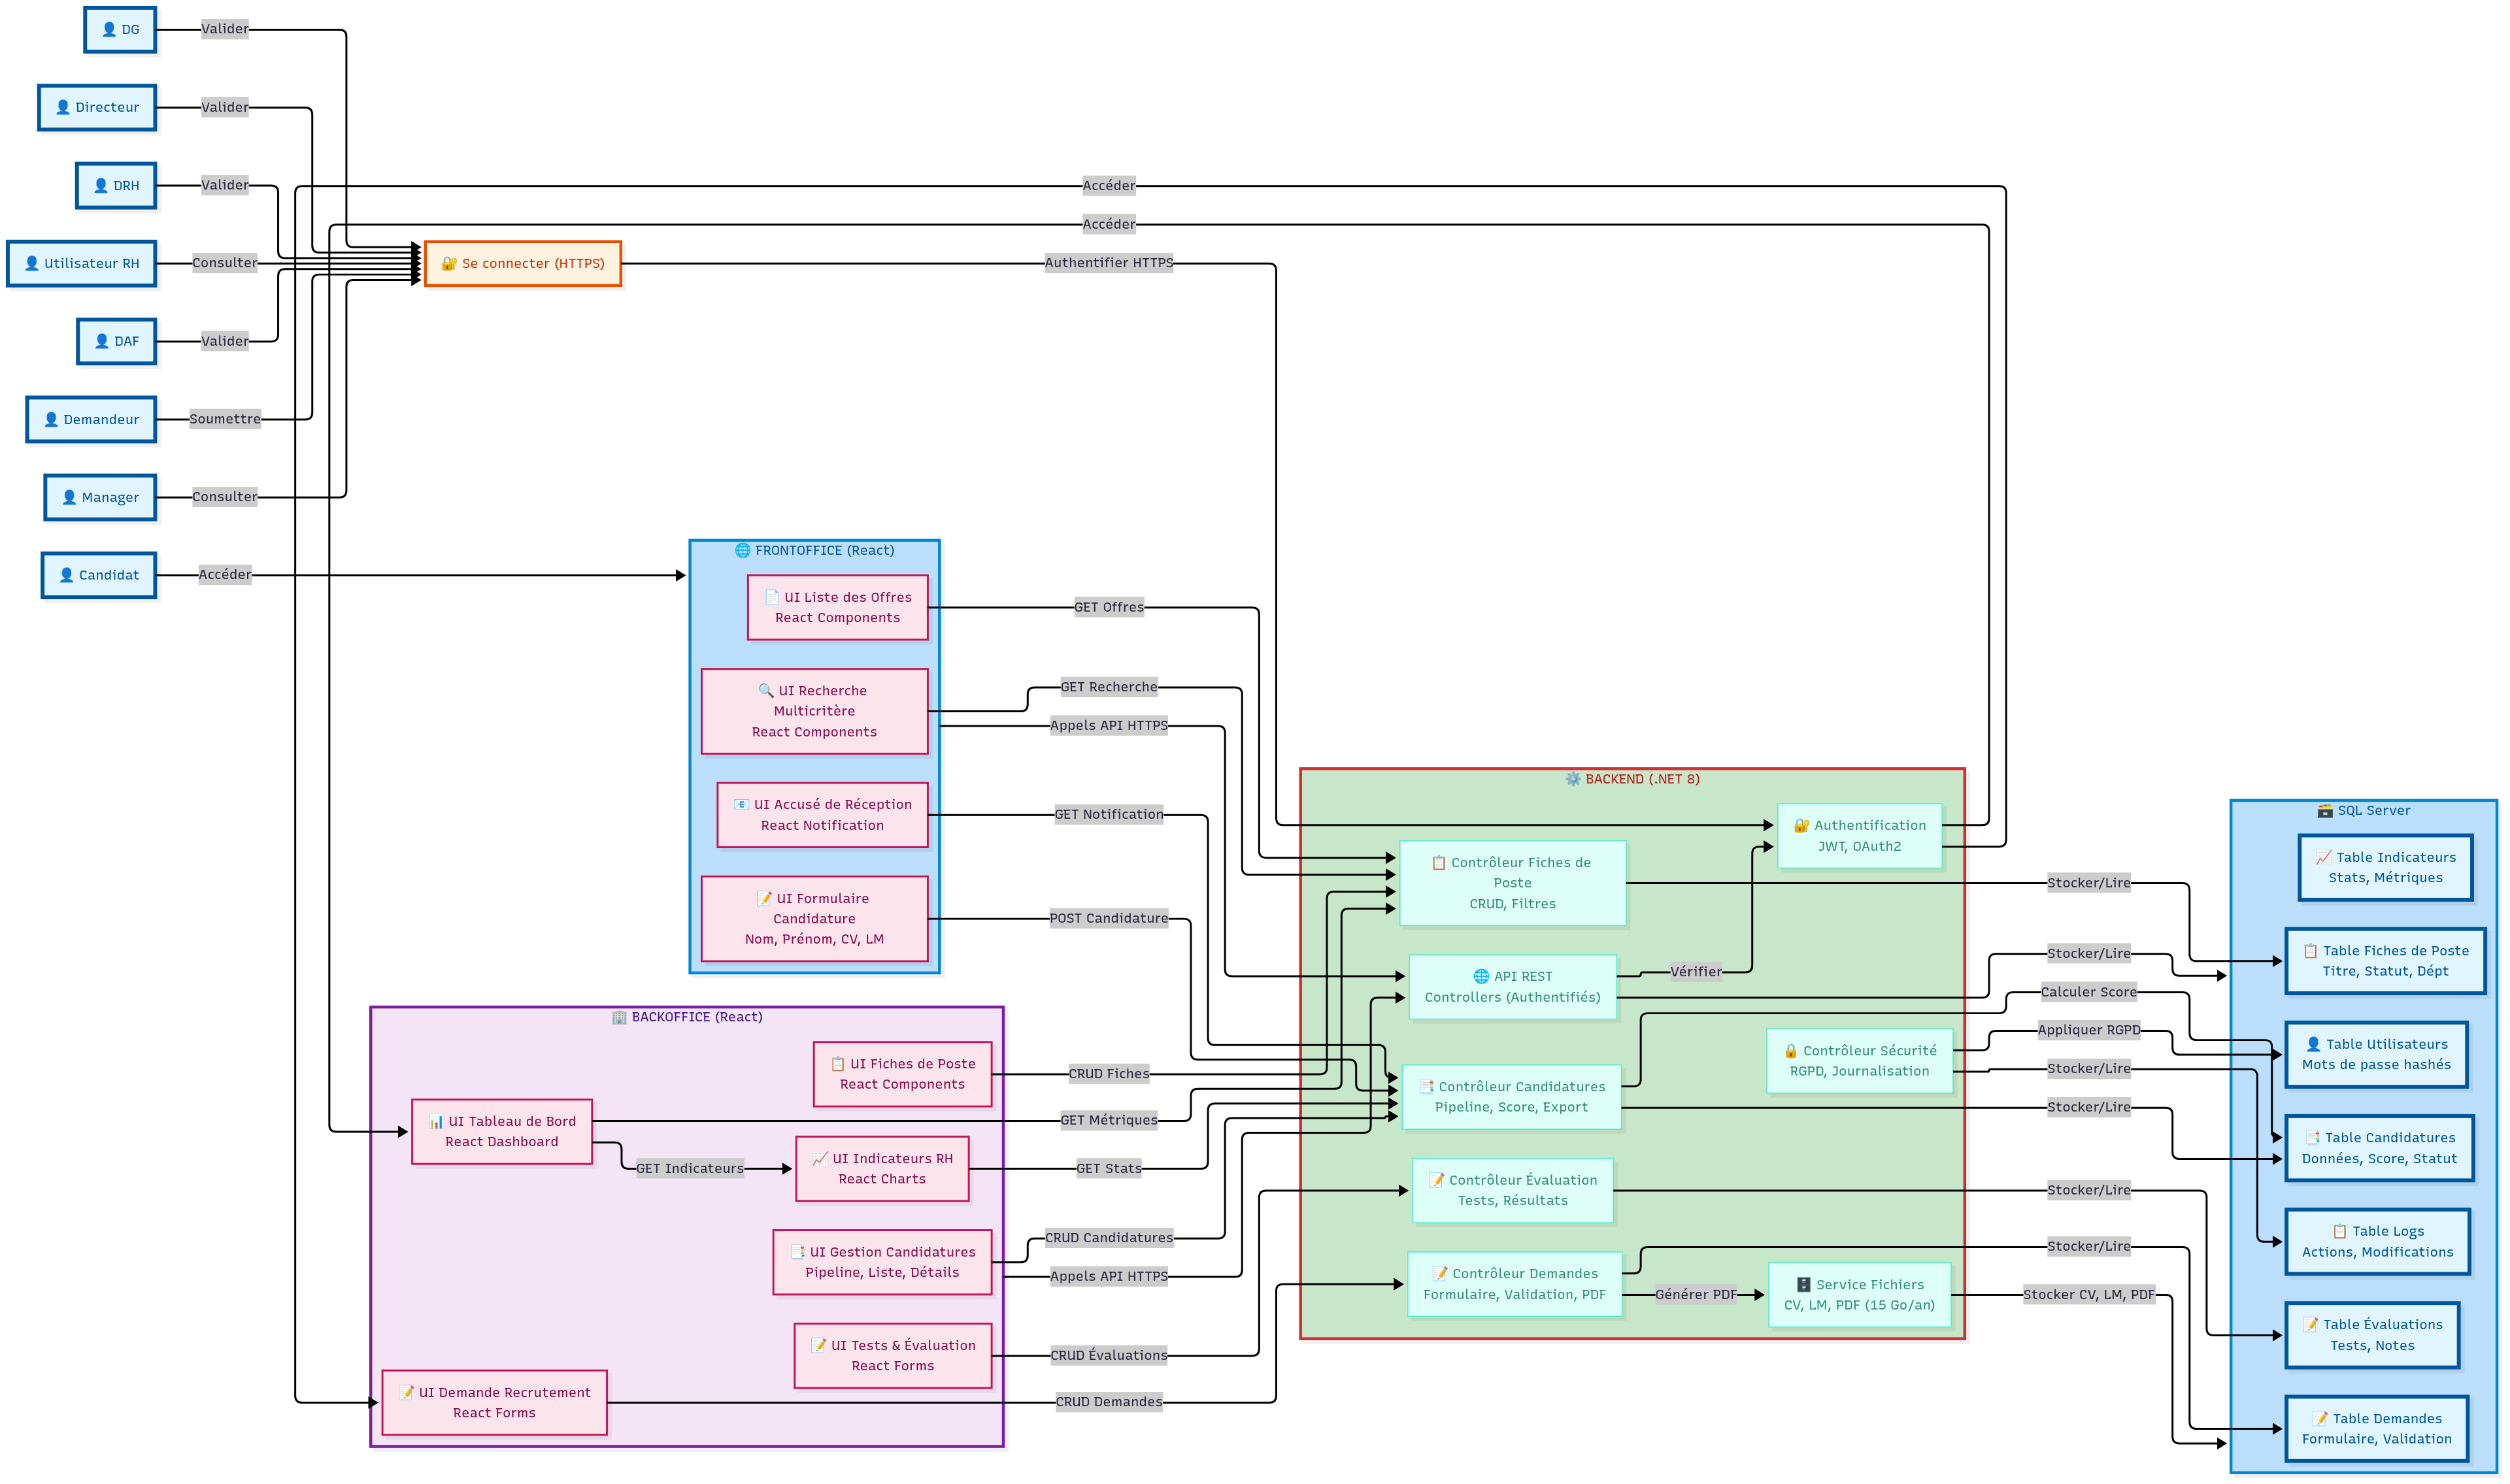 DG
Valider
Directeur
Valider
DRH
Valider
Utilisateur RH
Consulter
DAF
Valider
Demandeur
Soumettre
Manager
Consulter
Candidat
Accéder
Se connecter (HTTPS)
Accéder
Accéder
Authentifier HTTPS
FRONTOFFICE (React)
UI Liste des Offres
React Components
UI Recherche
Multicritère
React Components
UI Accusé de Réception
React Notification
UI Formulaire
Candidature
Nom, Prénom, CV, LM
GET Offres
GET Recherche
Appels API HTTPS
GET Notification
POST Candidature
BACKOFFICE (React)
UI Fiches de Poste
React Components
UI Tableau de Bord
React Dashboard
GET Indicateurs
UI Indicateurs RH
React Charts
UI Gestion Candidatures
Pipeline, Liste, Détails
UI Tests & Évaluation
React Forms
UI Demande Recrutement
React Forms
CRUD Fiches
GET Métriques
GET Stats
CRUD Candidatures
Appels API HTTPS
CRUD Évaluations
CRUD Demandes
BACKEND (.NET 8)
Authentification
JWT, OAuth2
Contrôleur Fiches de
Poste
CRUD, Filtres
API REST
Controllers (Authentifiés)
Vérifier
Contrôleur Sécurité
RGPD, Journalisation
Contrôleur Candidatures
Pipeline, Score, Export
Contrôleur Évaluation
Tests, Résultats
Contrôleur Demandes
Formulaire, Validation, PDF
Générer PDF
Service Fichiers
CV, LM, PDF (15 Go/an)
Stocker/Lire
Stocker/Lire
Calculer Score
Appliquer RGPD
Stocker/Lire
Stocker/Lire
Stocker/Lire
Stocker/Lire
Stocker CV, LM, PDF
SQL Server
Table Indicateurs
Stats, Métriques
Table Fiches de Poste
Titre, Statut, Dépt
Table Utilisateurs
Mots de passe hashés
Table Candidatures
Données, Score, Statut
Table Logs
Actions, Modifications
Table Évaluations
Tests, Notes
Table Demandes
Formulaire, Validation